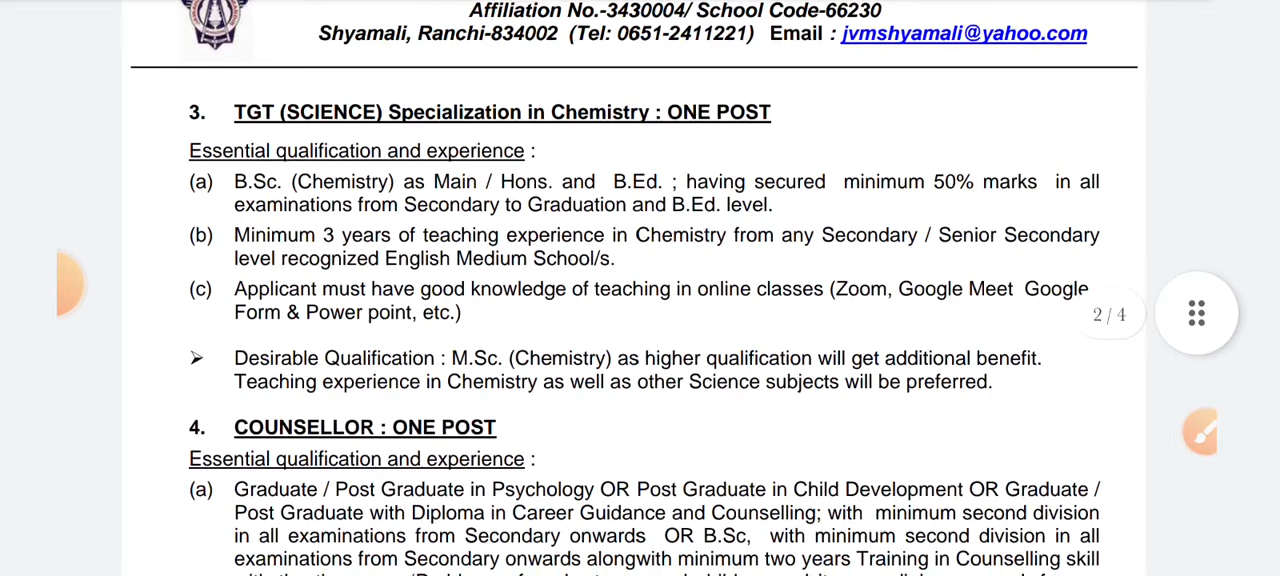 Affiliation No.-3430004/ School Code-66230
Shyamali, Ranchi-834002 (Tel: 0651-2411221) Email : jvmshyamali@yahoo.com
3. TGT (SCIENCE) Specialization in Chemistry : ONE POST
Essential qualification and experience :
(a) B.Sc. (Chemistry) as Main / Hons. and B.Ed. ; having secured minimum 50% marks in all
examinations from Secondary to Graduation and B.Ed. level.
(b) Minimum 3 years of teaching experience in Chemistry from any Secondary / Senior Secondary
level recognized English Medium School/s.
(c) Applicant must have good knowledge of teaching in online classes (Zoom, Google Meet Google
Form & Power point, etc.)
2 / 4
➢ Desirable Qualification : M.Sc. (Chemistry) as higher qualification will get additional benefit.
Teaching experience in Chemistry as well as other Science subjects will be preferred.
4. COUNSELLOR : ONE POST
Essential qualification and experience :
(a) Graduate / Post Graduate in Psychology OR Post Graduate in Child Development OR Graduate /
Post Graduate with Diploma in Career Guidance and Counselling; with minimum second division
in all examinations from Secondary onwards OR B.Sc, with minimum second division in all
examinations from Secondary onwards alongwith minimum two years Training in Counselling skill